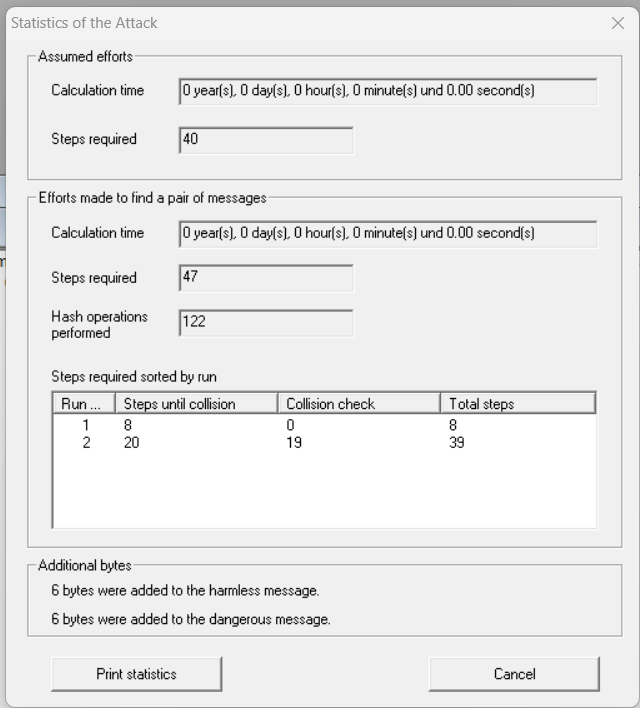 Statistics of the Attack
Assumed efforts
Calculation time 0 year(s), 0 day(s), 0 hour(s), 0 minute(s) und 0.00 second(s)
Steps required 40
Efforts made to find a pair of messages
Calculation time 0 year(s), 0 day(s), 0 hour(s), 0 minute(s) und 0.00 second(s)
Steps required 47
Hash operations
performed 122
Steps required sorted by run
Run ... Steps until collision Collision check Total steps
1 8 0 8
2 20 19 39
Additional bytes
6 bytes were added to the harmless message.
6 bytes were added to the dangerous message.
Print statistics Cancel